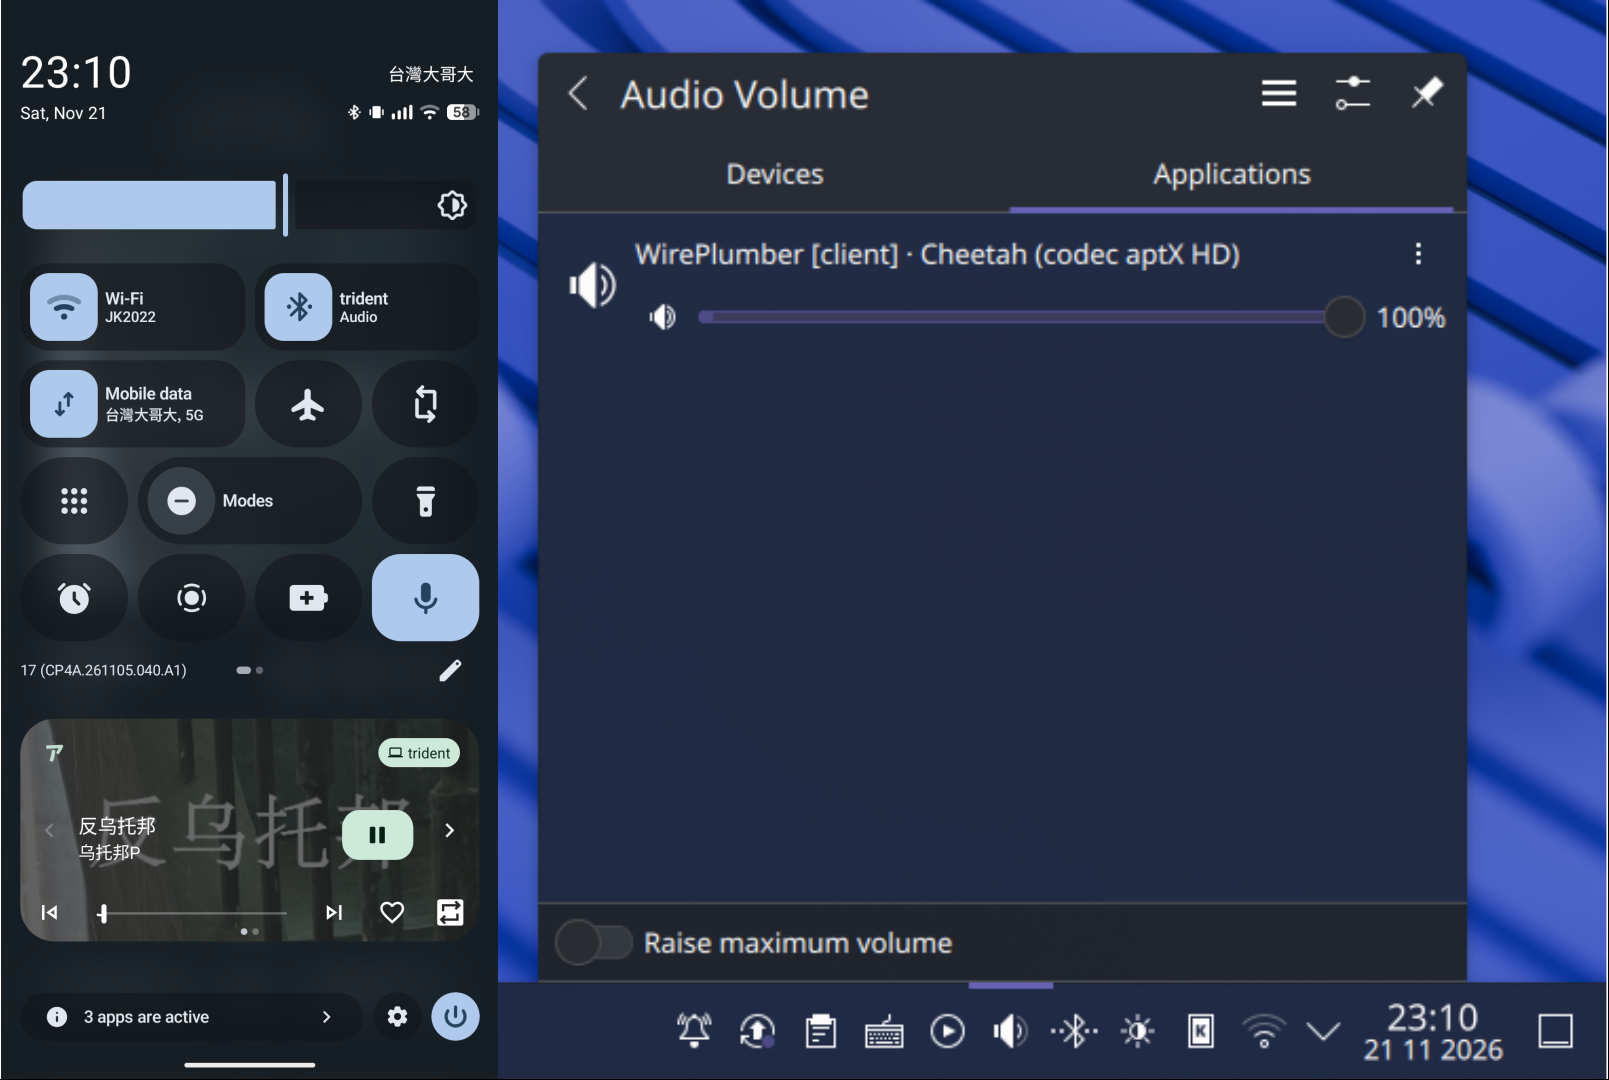 23:10
台灣大哥大
Sat, Nov 21
58
Wi-Fi
JK2022
trident
Audio
Mobile data
台灣大哥大, 5G
Modes
17 (CP4A.261105.040.A1)
trident
反乌托邦
反乌托邦
乌托邦P
3 apps are active
Audio Volume
Devices
Applications
WirePlumber [client] · Cheetah (codec aptX HD)
100%
Raise maximum volume
K
23:10
21 11 2026